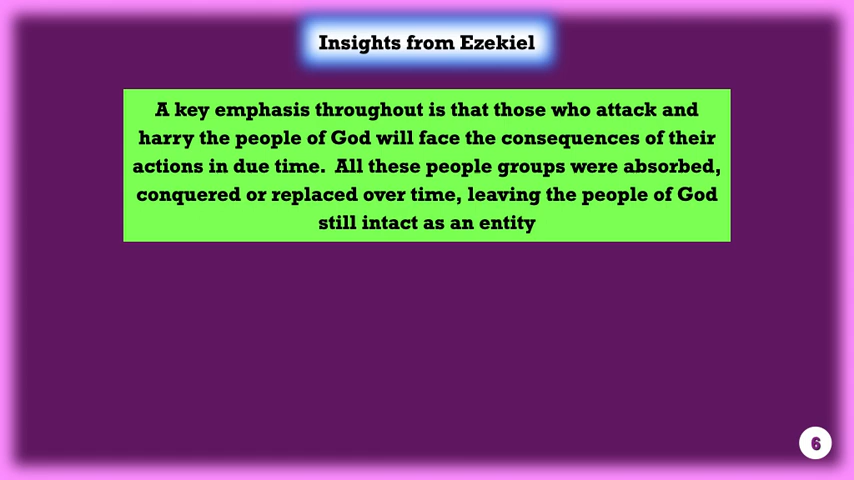 Insights from Ezekiel
A key emphasis throughout is that those who attack and
harry the people of God will face the consequences of their
actions in due time.  All these people groups were absorbed,
conquered or replaced over time, leaving the people of God
still intact as an entity
6